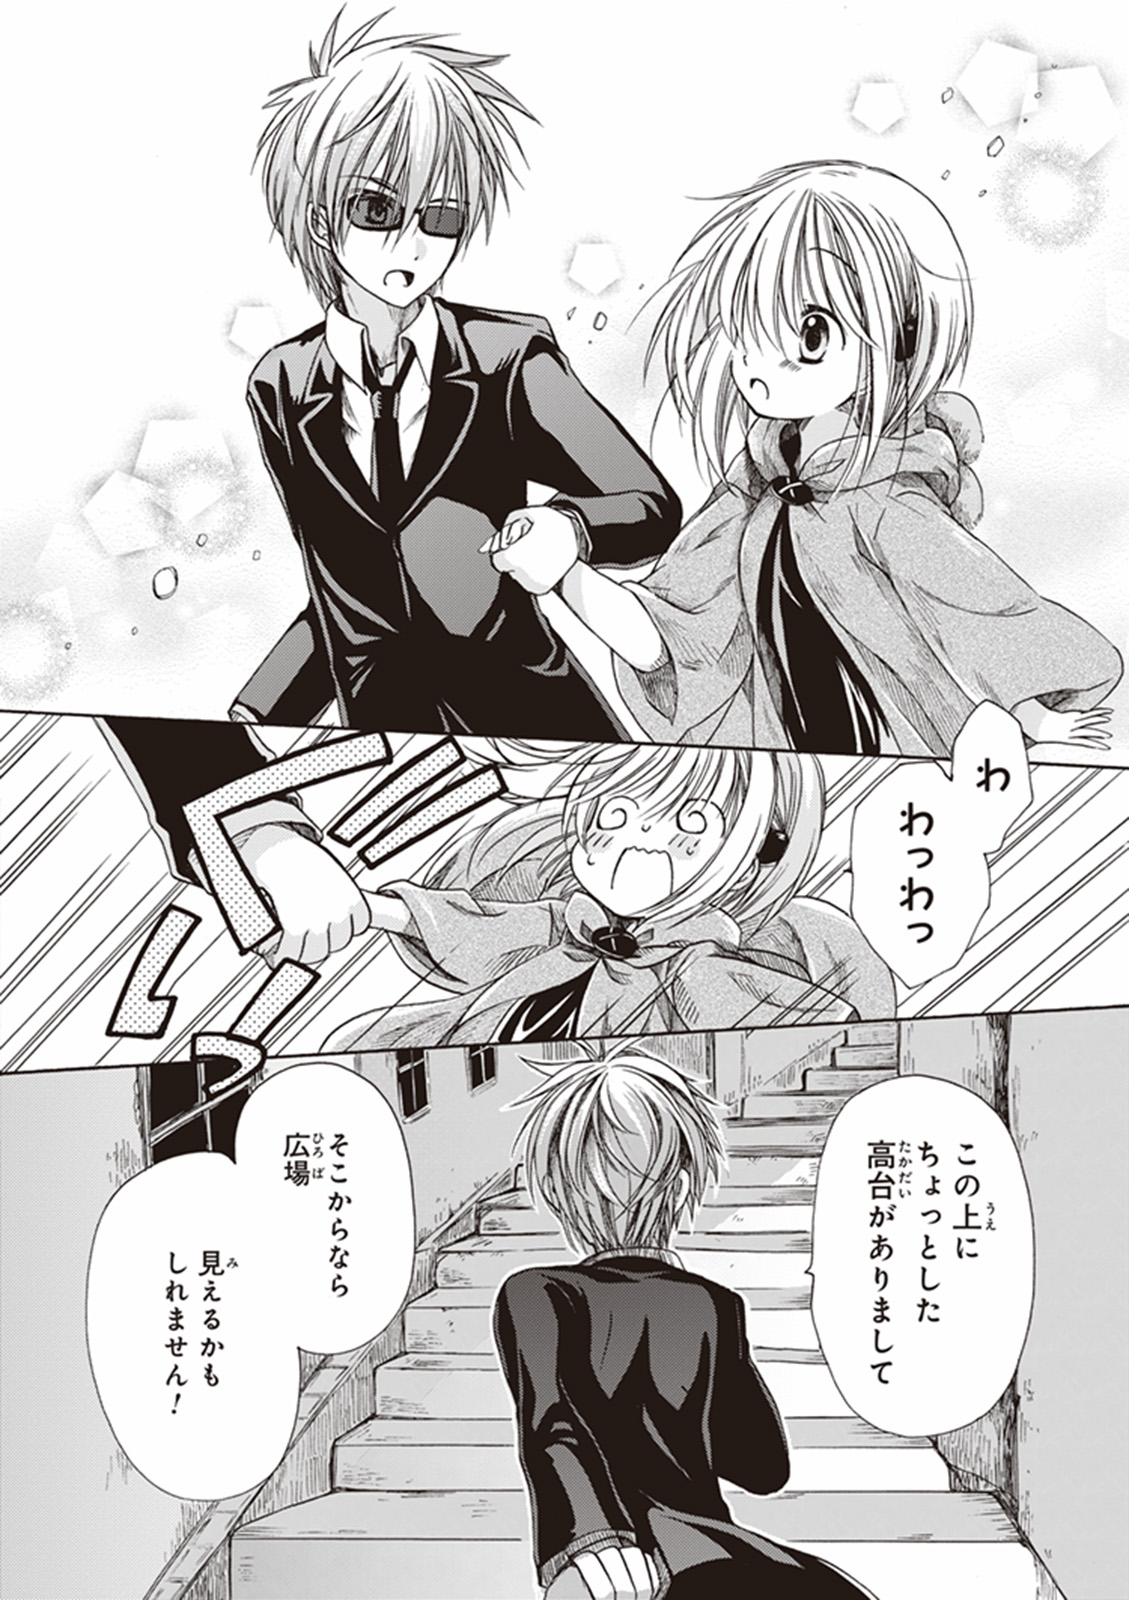 わ
わっわっ
ぐいっ
この上に
ちょっとした
高台がありまして
そこからなら
広場
見えるかも
しれません!